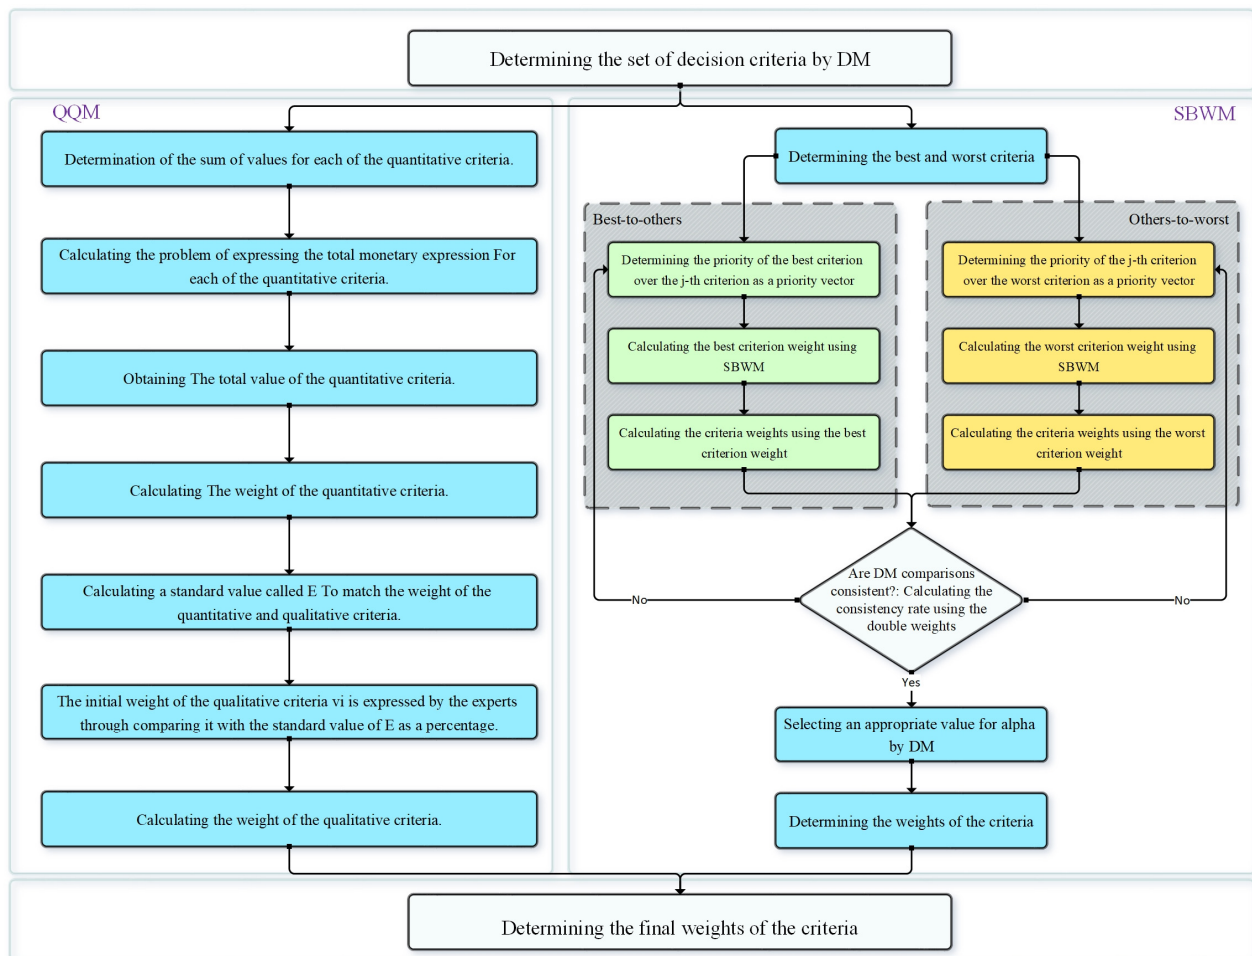 Determining the set of decision criteria by DM
QQM
Determination of the sum of values for each of the quantitative criteria.
Calculating the problem of expressing the total monetary expression For
each of the quantitative criteria.
Obtaining The total value of the quantitative criteria.
Calculating The weight of the quantitative criteria.
Calculating a standard value called E To match the weight of the
quantitative and qualitative criteria.
The initial weight of the qualitative criteria vi is expressed by the experts
through comparing it with the standard value of E as a percentage.
Calculating the weight of the qualitative criteria.
SBWM
Determining the best and worst criteria
Best-to-others
Determining the priority of the best criterion
over the j-th criterion as a priority vector
Calculating the best criterion weight using
SBWM
Calculating the criteria weights using the best
criterion weight
Others-to-worst
Determining the priority of the j-th criterion
over the worst criterion as a priority vector
Calculating the worst criterion weight using
SBWM
Calculating the criteria weights using the worst
criterion weight
Are DM comparisons
consistent?: Calculating the
consistency rate using the
double weights
No
No
Yes
Selecting an appropriate value for alpha
by DM
Determining the weights of the criteria
Determining the final weights of the criteria